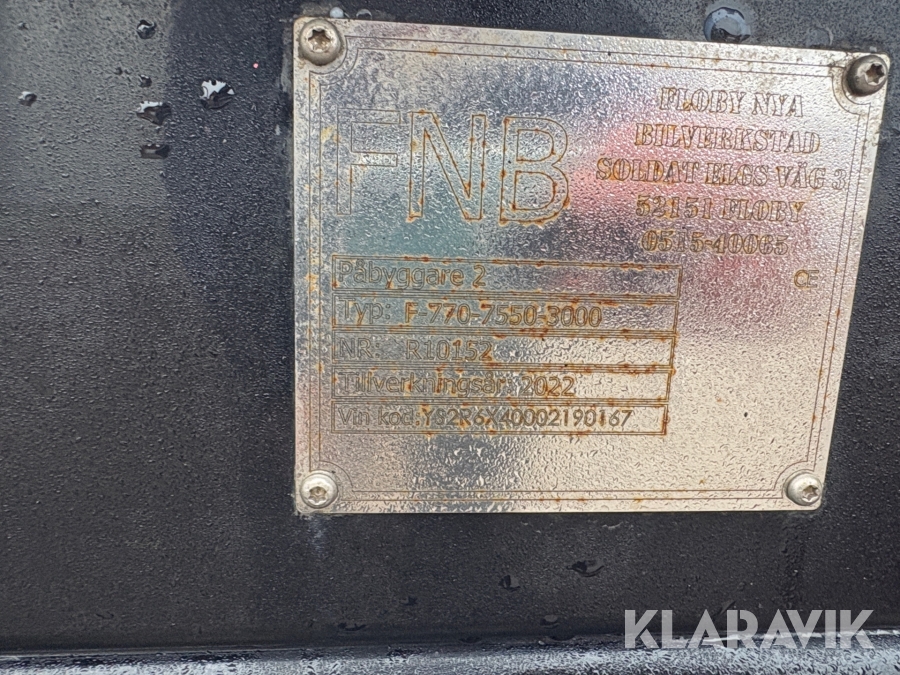 FNB
FLOBY NYA
BILVERKSTAD
SOLDAT ELGS VÄG 3
52151 FLOBY
0515-40065
CE
Påbyggare 2
Typ: F-770-7550-3000
NR: R10152
Tillverkningsår: 2022
Vin kod: YS2R6X40002190167
KLARAVIK